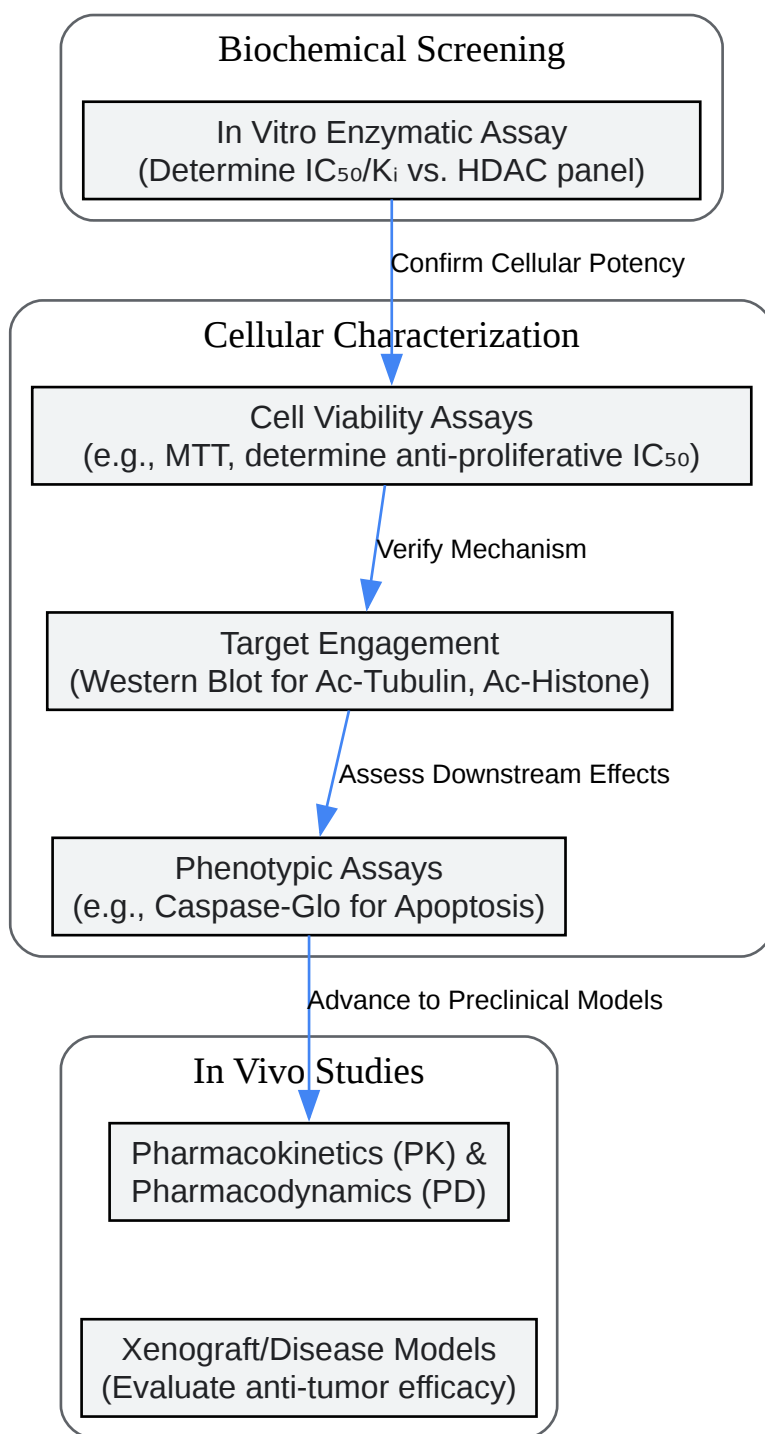 Biochemical Screening
In Vitro Enzymatic Assay
(Determine IC₅₀/Kᵢ vs. HDAC panel)
Confirm Cellular Potency
Cellular Characterization
Cell Viability Assays
(e.g., MTT, determine anti-proliferative IC₅₀)
Verify Mechanism
Target Engagement
(Western Blot for Ac-Tubulin, Ac-Histone)
Assess Downstream Effects
Phenotypic Assays
(e.g., Caspase-Glo for Apoptosis)
Advance to Preclinical Models
In Vivo Studies
Pharmacokinetics (PK) &
Pharmacodynamics (PD)
Xenograft/Disease Models
(Evaluate anti-tumor efficacy)